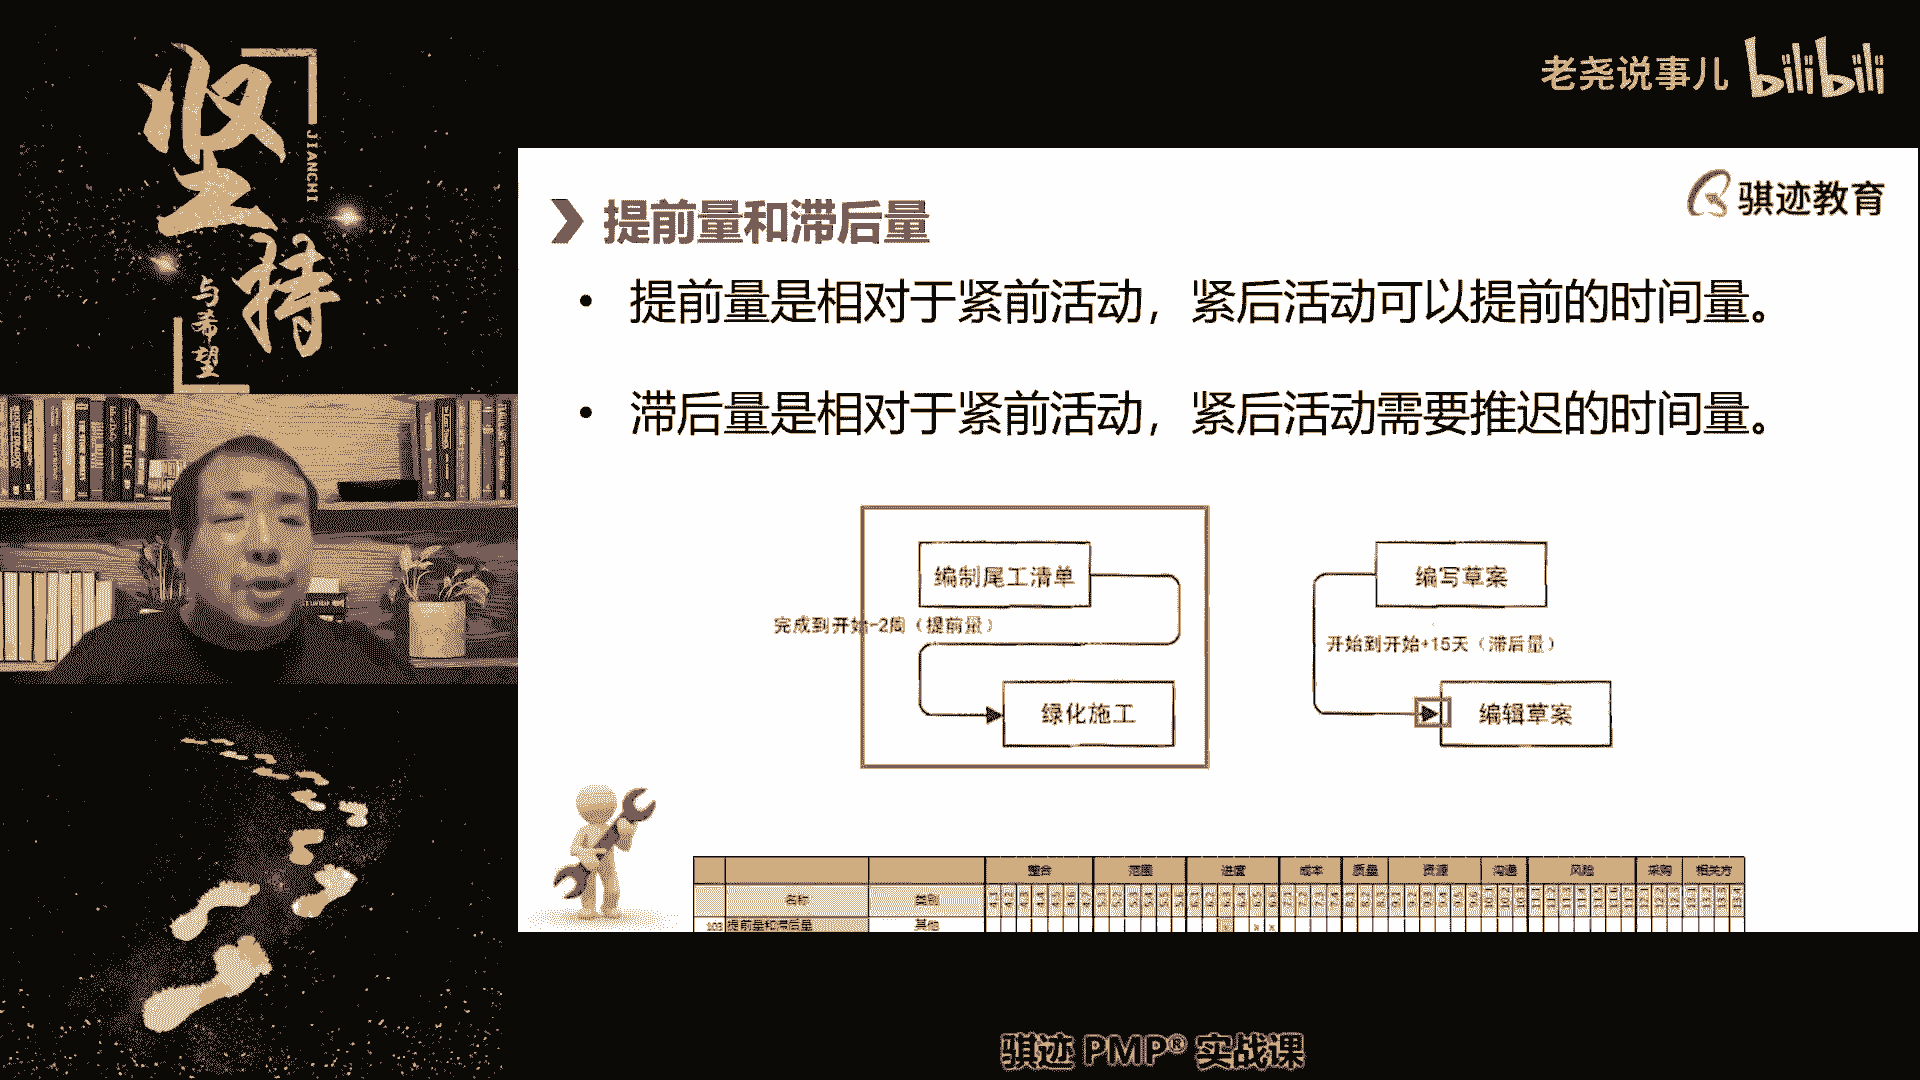 坚持
JIANCHI
与希望
老尧说事儿 bilibili
骐迹教育
提前量和滞后量
• 提前量是相对于紧前活动，紧后活动可以提前的时间量。
• 滞后量是相对于紧前活动，紧后活动需要推迟的时间量。
编制尾工清单
完成到开始-2周（提前量）
绿化施工
编写草案
开始到开始+15天（滞后量）
编辑草案
整合 范围 进度 成本 质量 资源 沟通 风险 采购 相关方
名称 类别
103 提前量和滞后量 其他
骐迹 PMP® 实战课